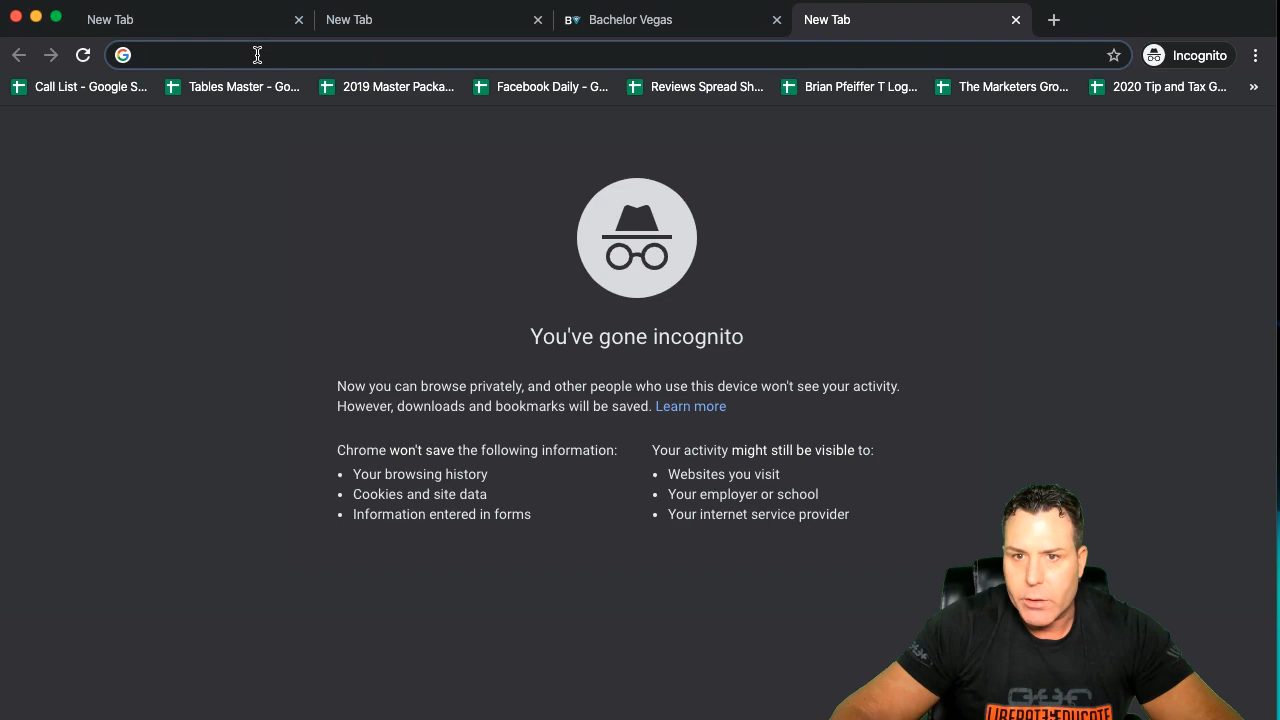 New Tab
New Tab
BV Bachelor Vegas
New Tab
Incognito
Call List - Google S...
Tables Master - Go...
2019 Master Packa...
Facebook Daily - G...
Reviews Spread Sh...
Brian Pfeiffer T Log...
The Marketers Gro...
2020 Tip and Tax G...
You've gone incognito
Now you can browse privately, and other people who use this device won't see your activity.
However, downloads and bookmarks will be saved. Learn more
Chrome won't save the following information:
• Your browsing history
• Cookies and site data
• Information entered in forms
Your activity might still be visible to:
• Websites you visit
• Your employer or school
• Your internet service provider